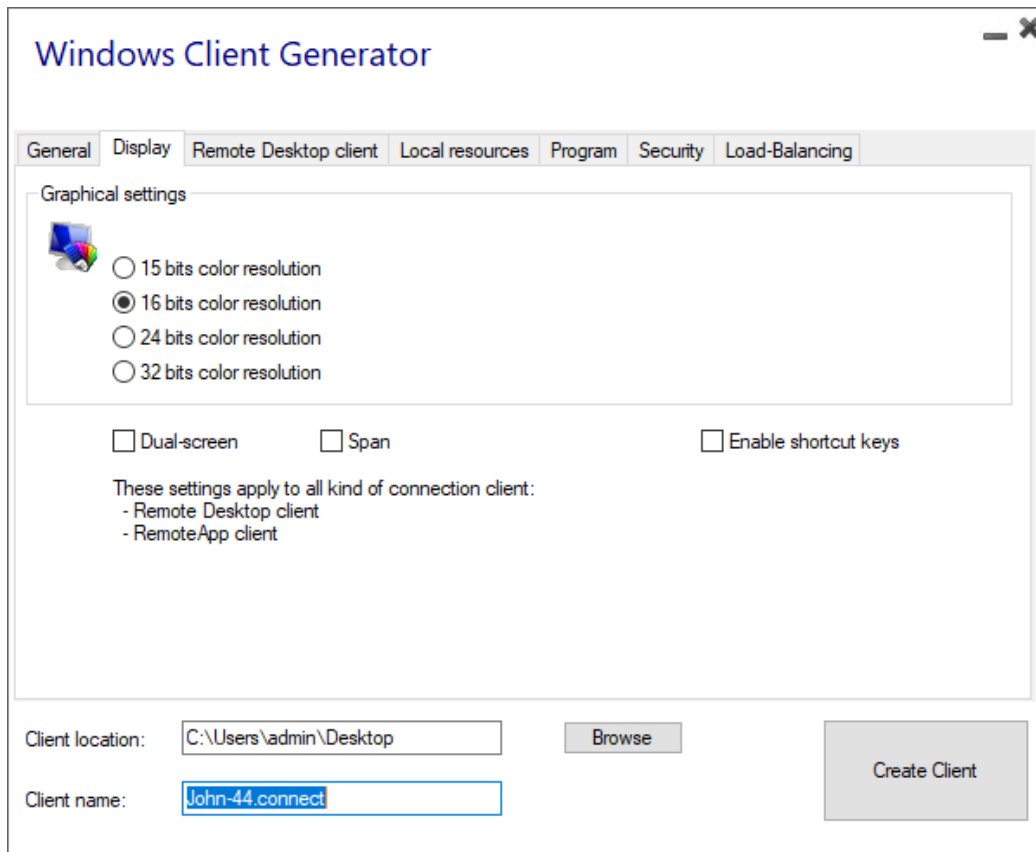 Windows Client Generator
General Display Remote Desktop client Local resources Program Security Load-Balancing
Graphical settings
15 bits color resolution
16 bits color resolution
24 bits color resolution
32 bits color resolution
Dual-screen Span Enable shortcut keys
These settings apply to all kind of connection client:
- Remote Desktop client
- RemoteApp client
Client location: C:\Users\admin\Desktop Browse
Create Client
Client name: John-44.connect